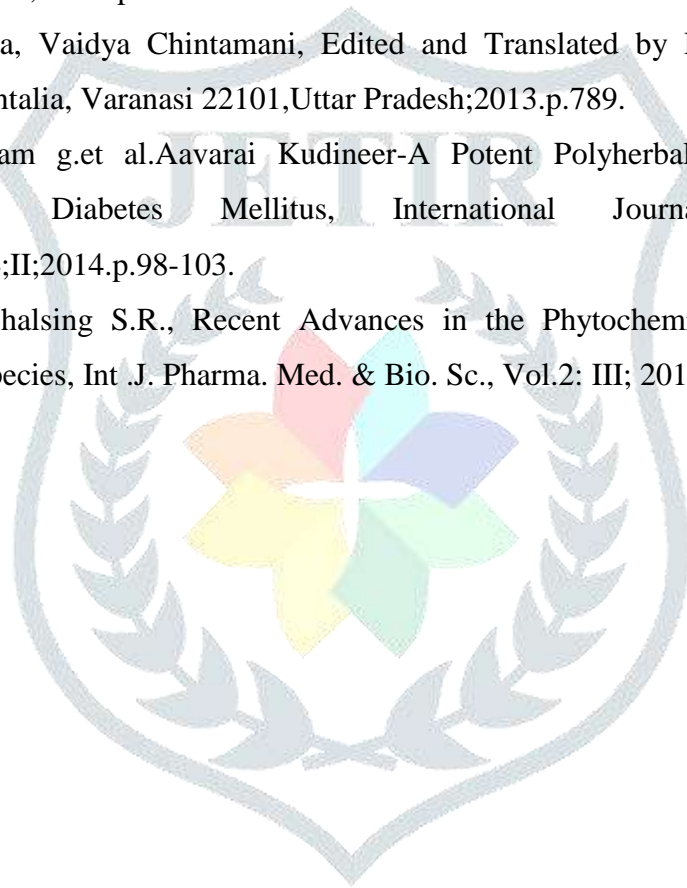 a, Vaidya Chintamani, Edited and Translated by
ntalia, Varanasi 22101,Uttar Pradesh;2013.p.789.
am g.et al.Aavarai Kudineer-A Potent Polyherbal
Diabetes Mellitus, International Journa
;II;2014.p.98-103.
halsing S.R., Recent Advances in the Phytochemi
pecies, Int .J. Pharma. Med. & Bio. Sc., Vol.2: III; 201
JETIR